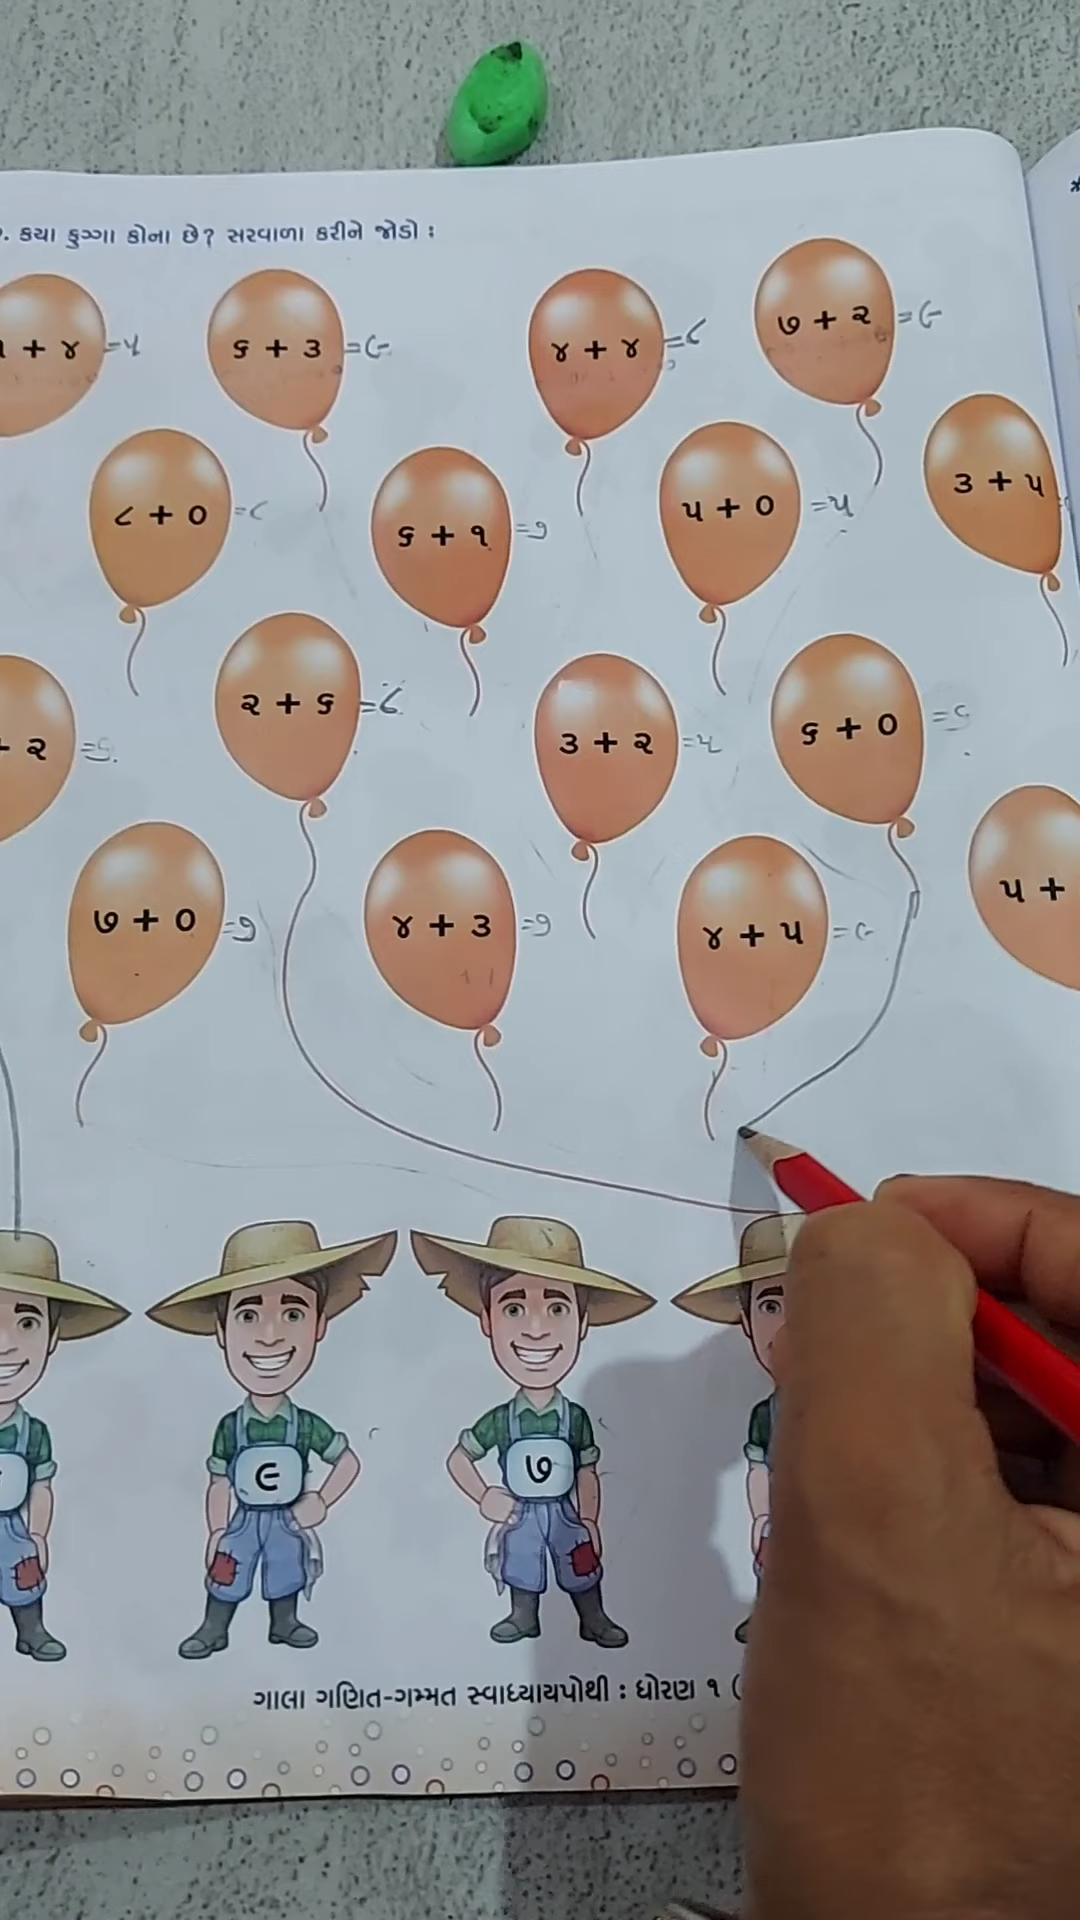 . કયા ફુગ્ગા કોના છે? સરવાળા કરીને જોડો :
૧ + ૪ =૫
૬ + ૩ =૯
૪ + ૪ =૮
૭ + ૨ =૯
૮ + ૦ =૮
૬ + ૧ =૭
૫ + ૦ =૫
૩ + ૫
+ ૨ =૬
૨ + ૬ =૮
૩ + ૨ =૫
૬ + ૦ =૬
૭ + ૦ =૭
૪ + ૩ =૭
૪ + ૫ =૯
૫ +
૯
૭
ગાલા ગણિત-ગમ્મત સ્વાધ્યાયપોથી : ધોરણ ૧ (